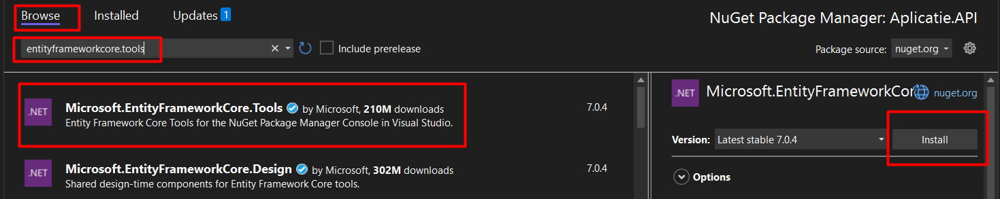 Browse Installed Updates 1
NuGet Package Manager: Aplicatie.API
entityframeworkcore.tools
Include prerelease
Package source: nuget.org
.NET
Microsoft.EntityFrameworkCore.Tools by Microsoft, 210M downloads 7.0.4
Entity Framework Core Tools for the NuGet Package Manager Console in Visual Studio.
.NET
Microsoft.EntityFrameworkCore.Design by Microsoft, 302M downloads 7.0.4
Shared design-time components for Entity Framework Core tools.
.NET
Microsoft.EntityFrameworkCor nuget.org
Version: Latest stable 7.0.4 Install
Options